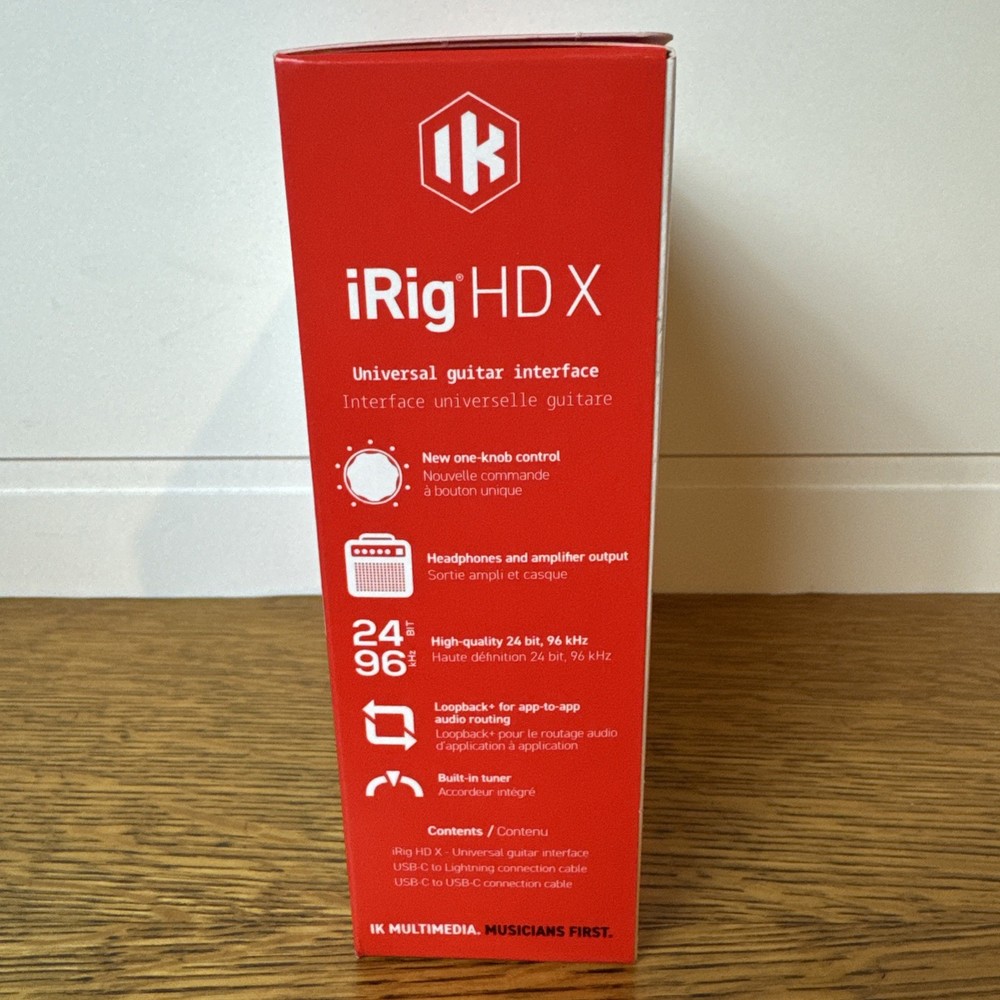 IK
iRig® HD X
Universal guitar interface
Interface universelle guitare
New one-knob control
Nouvelle commande
à bouton unique
Headphones and amplifier output
Sortie ampli et casque
24 BIT
96 kHz
High-quality 24 bit, 96 kHz
Haute définition 24 bit, 96 kHz
Loopback+ for app-to-app
audio routing
Loopback+ pour le routage audio
d'application à application
Built-in tuner
Accordeur intégré
Contents / Contenu
iRig HD X - Universal guitar interface
USB-C to Lightning connection cable
USB-C to USB-C connection cable
IK MULTIMEDIA. MUSICIANS FIRST.